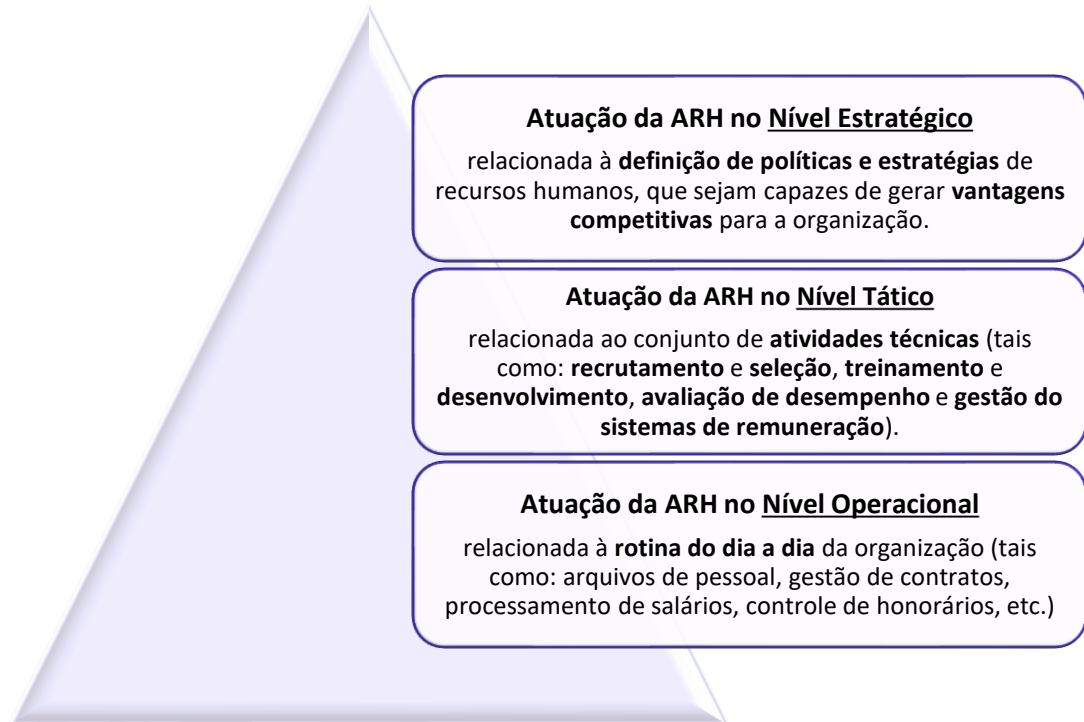 Atuação da ARH no Nível Estratégico
relacionada à definição de políticas e estratégias de
recursos humanos, que sejam capazes de gerar vantagens
competitivas para a organização.
Atuação da ARH no Nível Tático
relacionada ao conjunto de atividades técnicas (tais
como: recrutamento e seleção, treinamento e
desenvolvimento, avaliação de desempenho e gestão do
sistemas de remuneração).
Atuação da ARH no Nível Operacional
relacionada à rotina do dia a dia da organização (tais
como: arquivos de pessoal, gestão de contratos,
processamento de salários, controle de honorários, etc.)